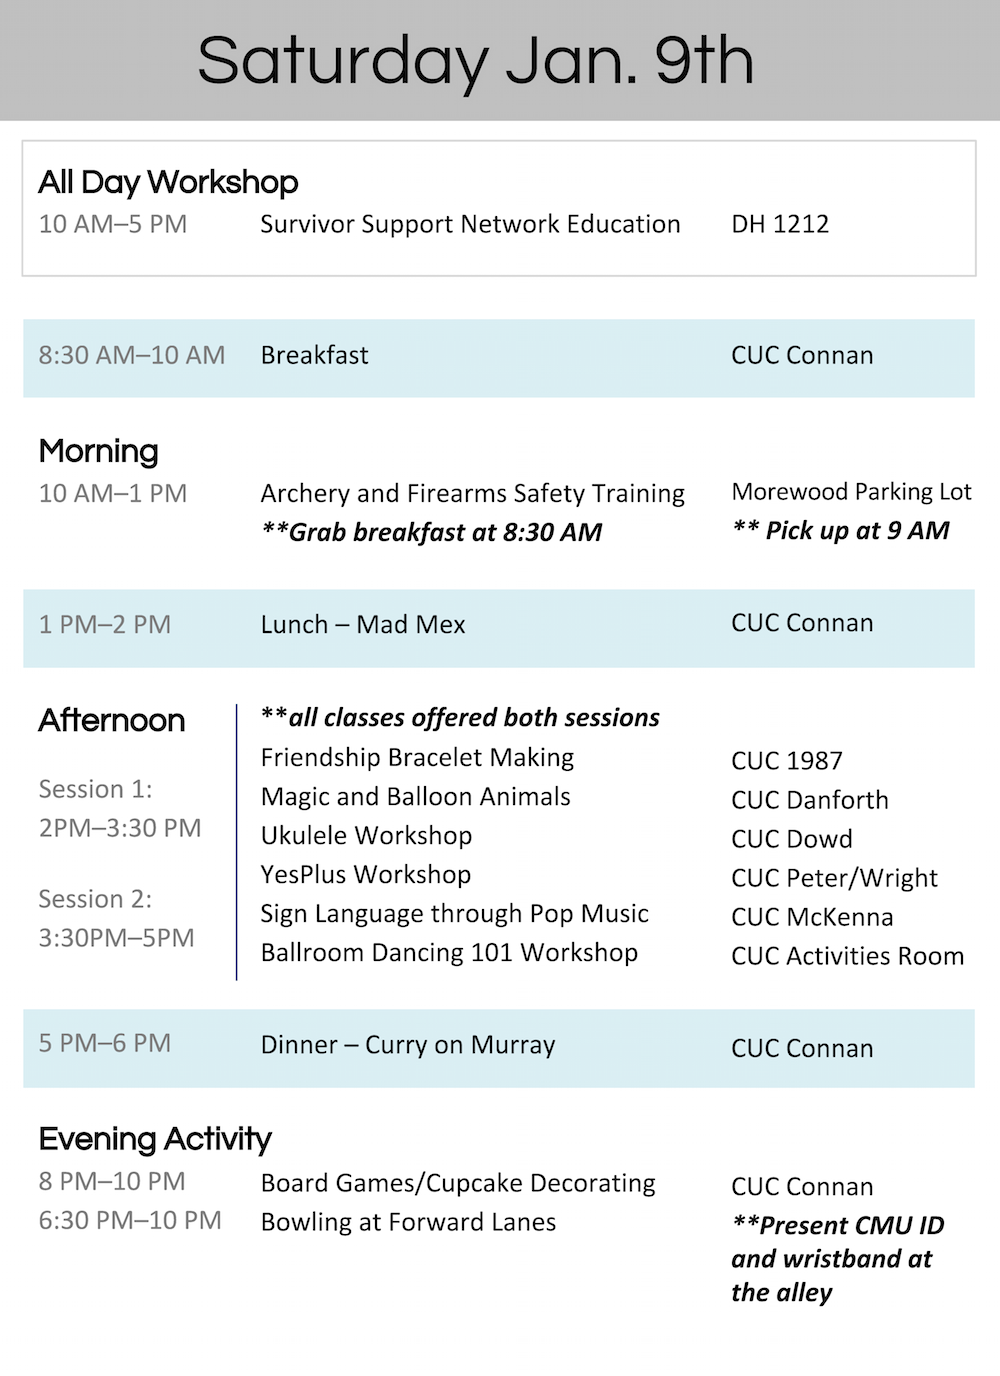 Saturday Jan. 9th
All Day Workshop
10 AM–5 PM Survivor Support Network Education DH 1212
8:30 AM–10 AM Breakfast CUC Connan
Morning
10 AM–1 PM Archery and Firearms Safety Training Morewood Parking Lot
**Grab breakfast at 8:30 AM ** Pick up at 9 AM
1 PM–2 PM Lunch – Mad Mex CUC Connan
Afternoon **all classes offered both sessions
Friendship Bracelet Making CUC 1987
Session 1: Magic and Balloon Animals CUC Danforth
2PM–3:30 PM Ukulele Workshop CUC Dowd
YesPlus Workshop CUC Peter/Wright
Session 2: Sign Language through Pop Music CUC McKenna
3:30PM–5PM Ballroom Dancing 101 Workshop CUC Activities Room
5 PM–6 PM Dinner – Curry on Murray CUC Connan
Evening Activity
8 PM–10 PM Board Games/Cupcake Decorating CUC Connan
6:30 PM–10 PM Bowling at Forward Lanes **Present CMU ID
and wristband at
the alley